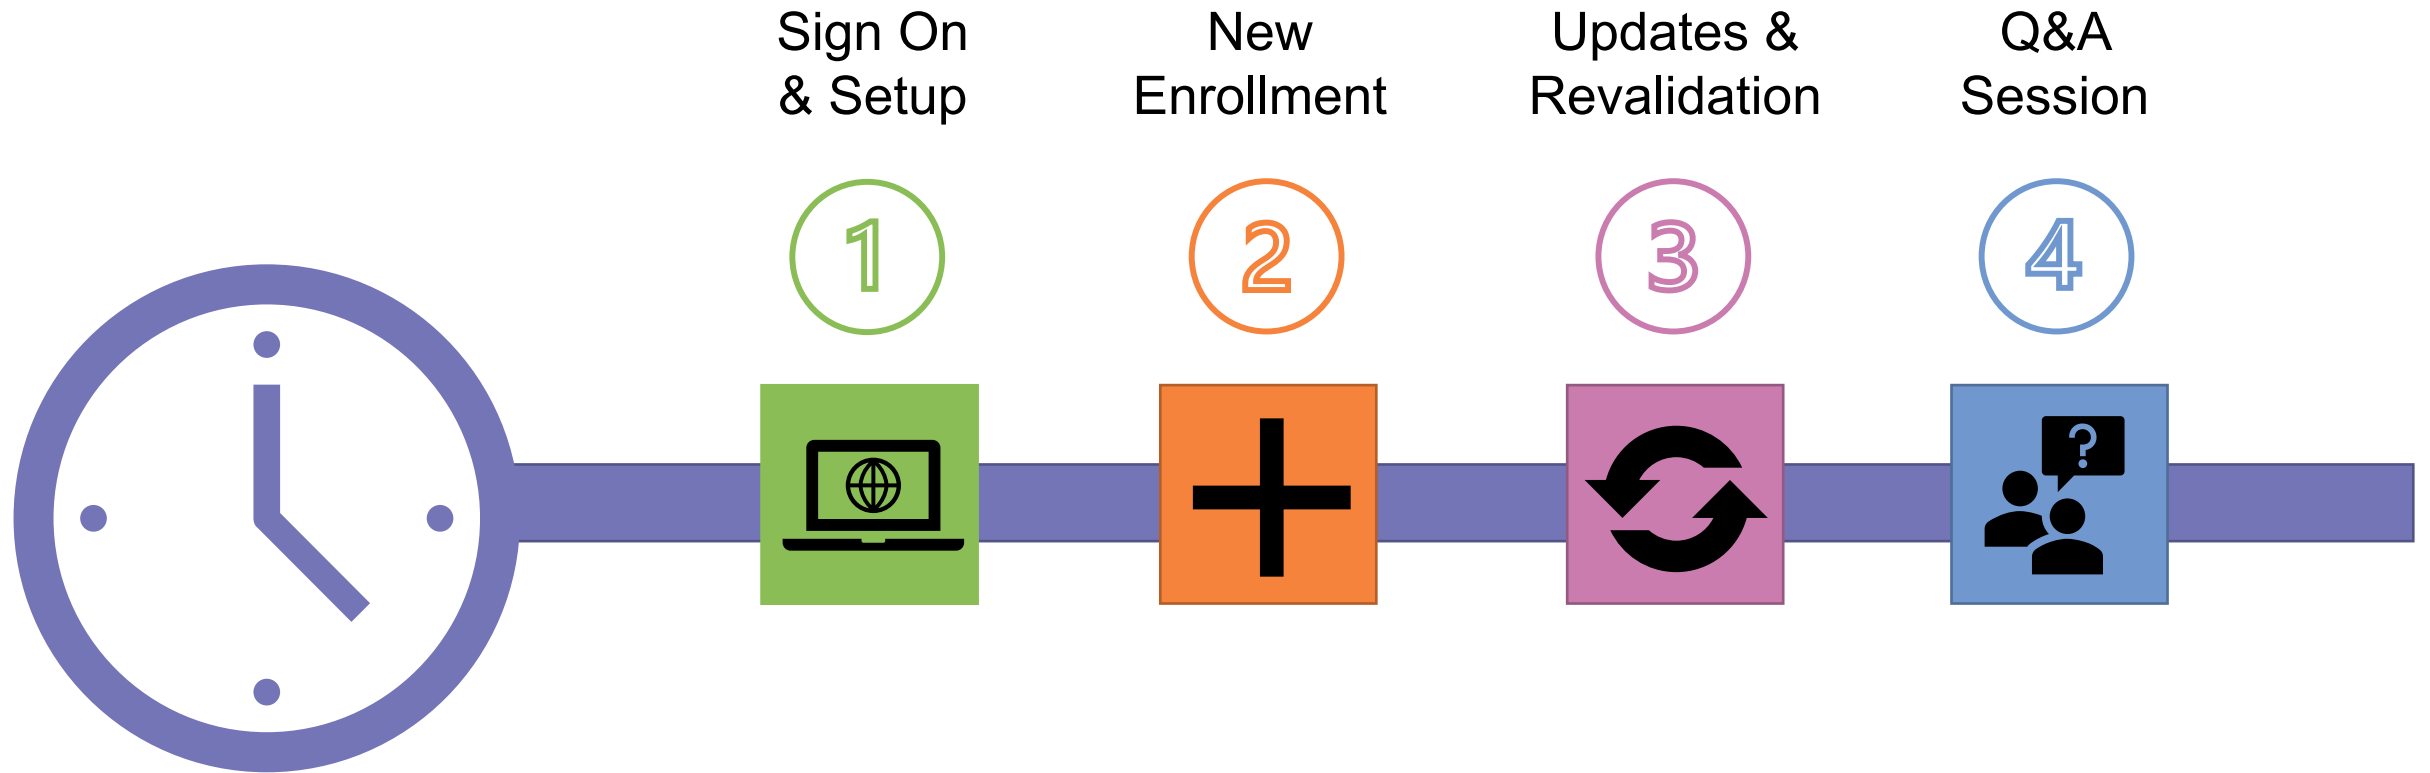 Sign On
& Setup
New
Enrollment
Updates &
Revalidation
Q&A
Session
1
2
3
4
?